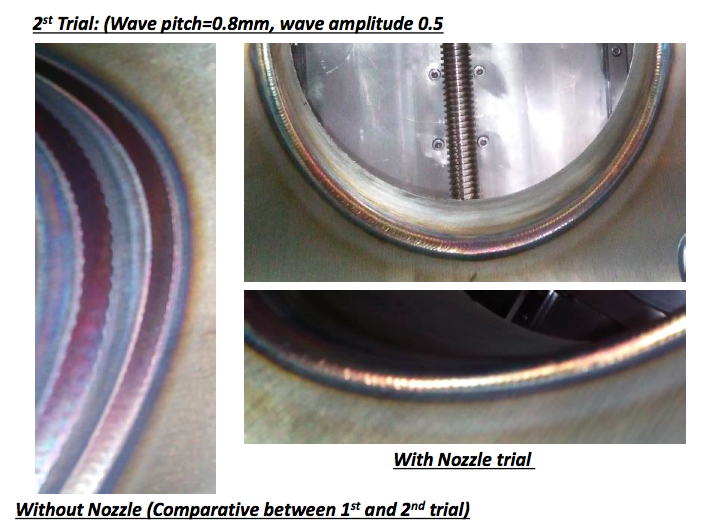 2st Trial: (Wave pitch=0.8mm, wave amplitude 0.5
With Nozzle trial
Without Nozzle (Comparative between 1st and 2nd trial)